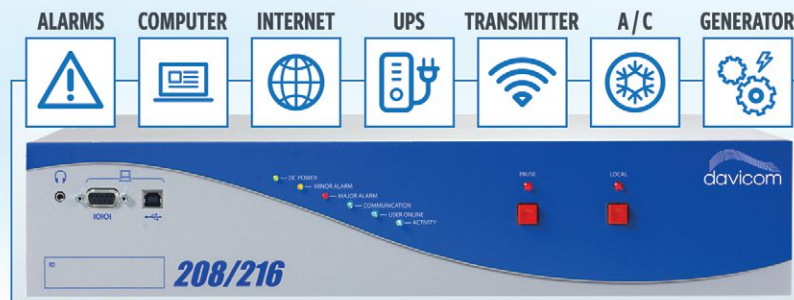 ALARMS COMPUTER INTERNET UPS TRANSMITTER A/C GENERATOR
DC POWER
MINOR ALARM
MAJOR ALARM
COMMUNICATION
USER ONLINE
ACTIVITY
PAUSE
LOCAL
davicom
IOIOI
208/216